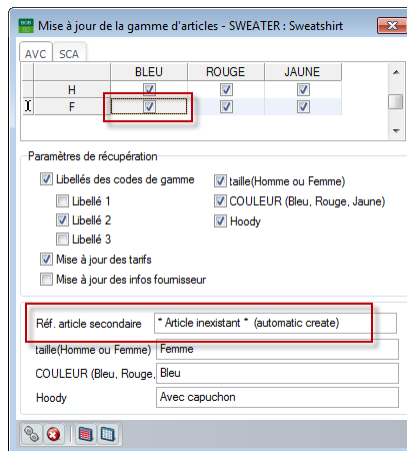 BOB 50
Mise à jour de la gamme d'articles - SWEATER : Sweatshirt
AVC SCA
BLEU ROUGE JAUNE
H
F
Paramètres de récupération
Libellés des codes de gamme
Libellé 1
Libellé 2
Libellé 3
Mise à jour des tarifs
Mise à jour des infos fournisseur
taille(Homme ou Femme)
COULEUR (Bleu, Rouge, Jaune)
Hoody
Réf. article secondaire * Article inexistant * (automatic create)
taille(Homme ou Femme) Femme
COULEUR (Bleu, Rouge, Bleu
Hoody Avec capuchon